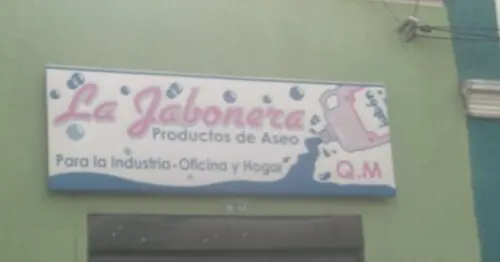 La Jabonera
Productos de Aseo
Para la Industria - Oficina y Hogar
Q.M